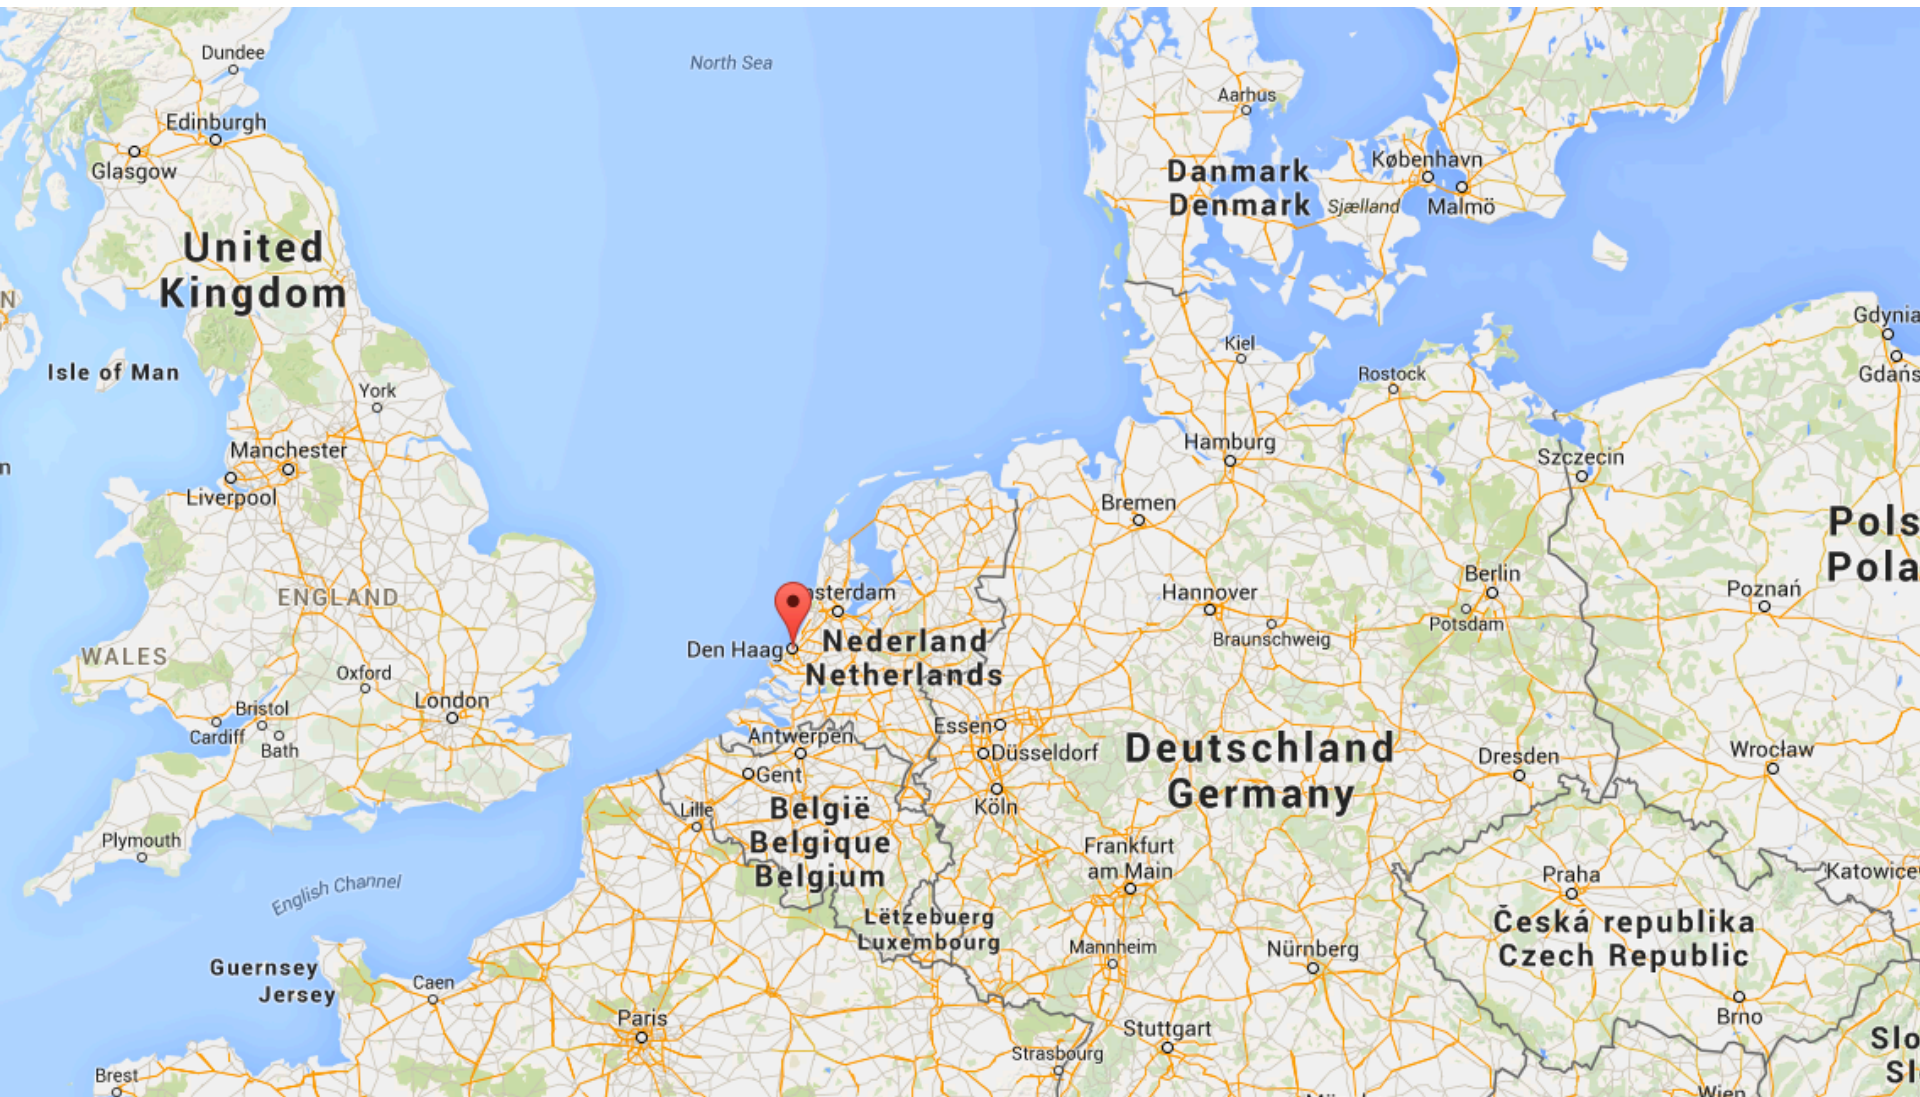 Dundee
North Sea
Aarhus
Edinburgh
Glasgow
København
Danmark
Denmark
Sjælland
Malmö
United
Kingdom
N
Gdynia
Isle of Man
Kiel
Rostock
Gdańs
York
Manchester
Hamburg
Szczecin
n
Liverpool
Bremen
Pols
Pola
ENGLAND
sterdam
Hannover
Berlin
Poznań
Potsdam
Braunschweig
Den Haag
Nederland
Netherlands
WALES
Oxford
London
Bristol
Cardiff
Bath
Essen
Antwerpen
Düsseldorf
Deutschland
Germany
Dresden
Wrocław
Gent
Lille
België
Belgique
Belgium
Köln
Plymouth
Frankfurt
am Main
English Channel
Praha
Katowice
Lëtzebuerg
Luxembourg
Česká republika
Czech Republic
Mannheim
Nürnberg
Guernsey
Jersey
Caen
Paris
Stuttgart
Brno
Strasbourg
Slo
Sl
Brest
Wien